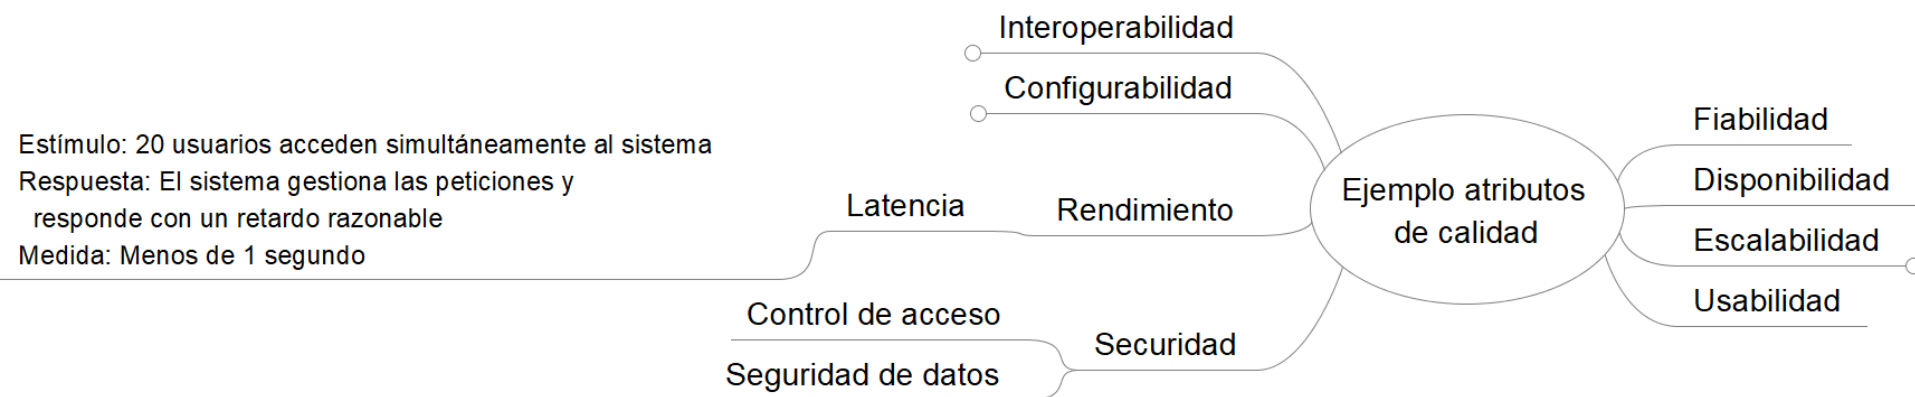 Interoperabilidad
Configurabilidad
Estímulo: 20 usuarios acceden simultáneamente al sistema
Respuesta: El sistema gestiona las peticiones y
responde con un retardo razonable
Medida: Menos de 1 segundo
Latencia
Rendimiento
Control de acceso
Seguridad de datos
Securidad
Ejemplo atributos
de calidad
Fiabilidad
Disponibilidad
Escalabilidad
Usabilidad